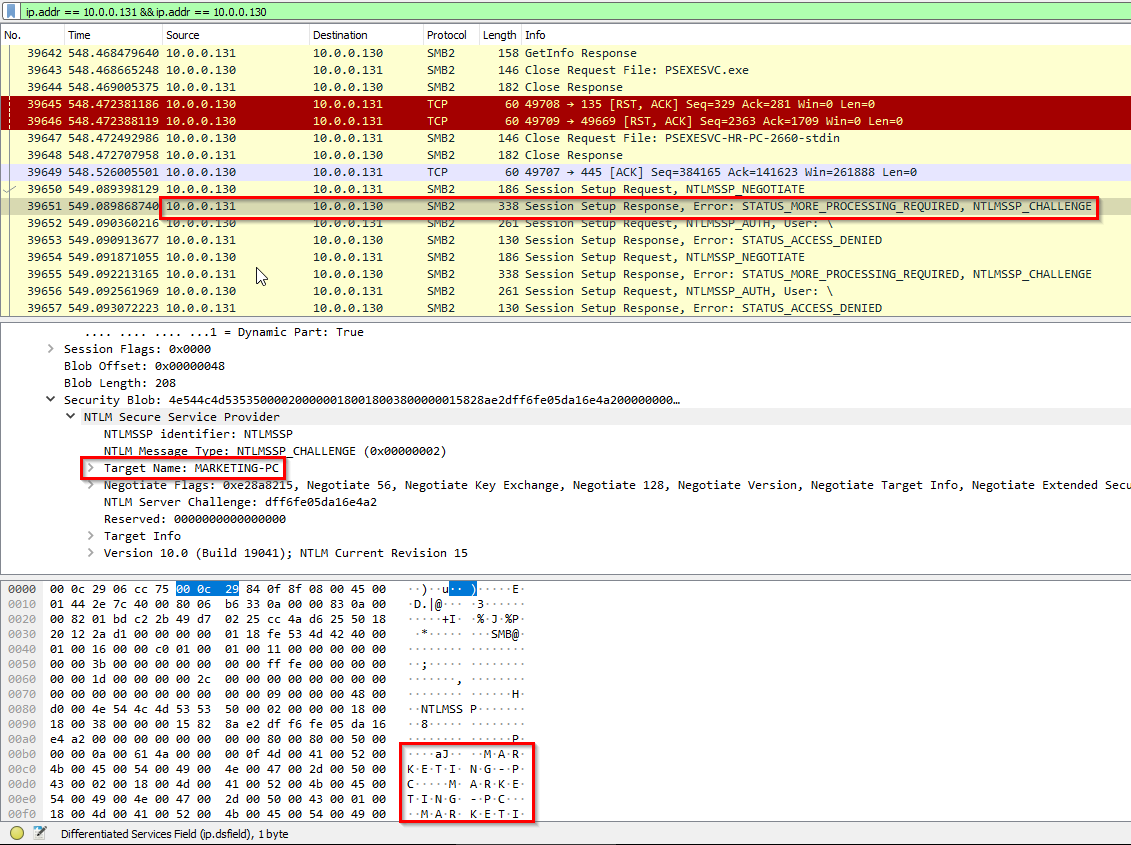 ip.addr == 10.0.0.131 && ip.addr == 10.0.0.130
No. Time Source Destination Protocol Length Info
39642 548.468479640 10.0.0.131 10.0.0.130 SMB2 158 GetInfo Response
39643 548.468665248 10.0.0.130 10.0.0.131 SMB2 146 Close Request File: PSEXESVC.exe
39644 548.469005375 10.0.0.131 10.0.0.130 SMB2 182 Close Response
39645 548.472381186 10.0.0.130 10.0.0.131 TCP 60 49708 → 135 [RST, ACK] Seq=329 Ack=281 Win=0 Len=0
39646 548.472388119 10.0.0.130 10.0.0.131 TCP 60 49709 → 49669 [RST, ACK] Seq=2363 Ack=1709 Win=0 Len=0
39647 548.472492986 10.0.0.130 10.0.0.131 SMB2 146 Close Request File: PSEXESVC-HR-PC-2660-stdin
39648 548.472707958 10.0.0.131 10.0.0.130 SMB2 182 Close Response
39649 548.526005501 10.0.0.130 10.0.0.131 TCP 60 49707 → 445 [ACK] Seq=384165 Ack=141623 Win=261888 Len=0
39650 549.089398129 10.0.0.130 10.0.0.131 SMB2 186 Session Setup Request, NTLMSSP_NEGOTIATE
39651 549.089868740 10.0.0.131 10.0.0.130 SMB2 338 Session Setup Response, Error: STATUS_MORE_PROCESSING_REQUIRED, NTLMSSP_CHALLENGE
39652 549.090360216 10.0.0.130 10.0.0.131 SMB2 261 Session Setup Request, NTLMSSP_AUTH, User: \
39653 549.090913677 10.0.0.131 10.0.0.130 SMB2 130 Session Setup Response, Error: STATUS_ACCESS_DENIED
39654 549.091871055 10.0.0.130 10.0.0.131 SMB2 186 Session Setup Request, NTLMSSP_NEGOTIATE
39655 549.092213165 10.0.0.131 10.0.0.130 SMB2 338 Session Setup Response, Error: STATUS_MORE_PROCESSING_REQUIRED, NTLMSSP_CHALLENGE
39656 549.092561969 10.0.0.130 10.0.0.131 SMB2 261 Session Setup Request, NTLMSSP_AUTH, User: \
39657 549.093072223 10.0.0.131 10.0.0.130 SMB2 130 Session Setup Response, Error: STATUS_ACCESS_DENIED
.... .... .... ...1 = Dynamic Part: True
Session Flags: 0x0000
Blob Offset: 0x00000048
Blob Length: 208
Security Blob: 4e544c4d5353500002000000180018003800000015828ae2dff6fe05da16e4a200000000…
NTLM Secure Service Provider
NTLMSSP identifier: NTLMSSP
NTLM Message Type: NTLMSSP_CHALLENGE (0x00000002)
Target Name: MARKETING-PC
Negotiate Flags: 0xe28a8215, Negotiate 56, Negotiate Key Exchange, Negotiate 128, Negotiate Version, Negotiate Target Info, Negotiate Extended Secu
NTLM Server Challenge: dff6fe05da16e4a2
Reserved: 0000000000000000
Target Info
Version 10.0 (Build 19041); NTLM Current Revision 15
0000 00 0c 29 06 cc 75 00 0c 29 84 0f 8f 08 00 45 00 ··)··u·· )·····E·
0010 01 44 2e 7c 40 00 80 06 b6 33 0a 00 00 83 0a 00 ·D.|@··· ·3······
0020 00 82 01 bd c2 2b 49 d7 02 25 cc 4a d6 25 50 18 ·····+I· ·%·J·%P·
0030 20 12 2a d1 00 00 00 00 01 18 fe 53 4d 42 40 00 ·*····· ···SMB@·
0040 01 00 16 00 00 c0 01 00 01 00 11 00 00 00 00 00 ········ ········
0050 00 00 3b 00 00 00 00 00 00 00 ff fe 00 00 00 00 ··;····· ········
0060 00 00 1d 00 00 00 00 2c 00 00 00 00 00 00 00 00 ·······, ········
0070 00 00 00 00 00 00 00 00 00 00 09 00 00 00 48 00 ········ ······H·
0080 d0 00 4e 54 4c 4d 53 53 50 00 02 00 00 00 18 00 ··NTLMSS P·······
0090 18 00 38 00 00 00 15 82 8a e2 df f6 fe 05 da 16 ··8····· ········
00a0 e4 a2 00 00 00 00 00 00 00 00 80 00 80 00 50 00 ········ ······P·
00b0 00 00 0a 00 61 4a 00 00 00 0f 4d 00 41 00 52 00 ····aJ·· ··M·A·R·
00c0 4b 00 45 00 54 00 49 00 4e 00 47 00 2d 00 50 00 K·E·T·I· N·G·-·P·
00d0 43 00 02 00 18 00 4d 00 41 00 52 00 4b 00 45 00 C·····M· A·R·K·E·
00e0 54 00 49 00 4e 00 47 00 2d 00 50 00 43 00 01 00 T·I·N·G· -·P·C···
00f0 18 00 4d 00 41 00 52 00 4b 00 45 00 54 00 49 00 ··M·A·R· K·E·T·I·
Differentiated Services Field (ip.dsfield), 1 byte